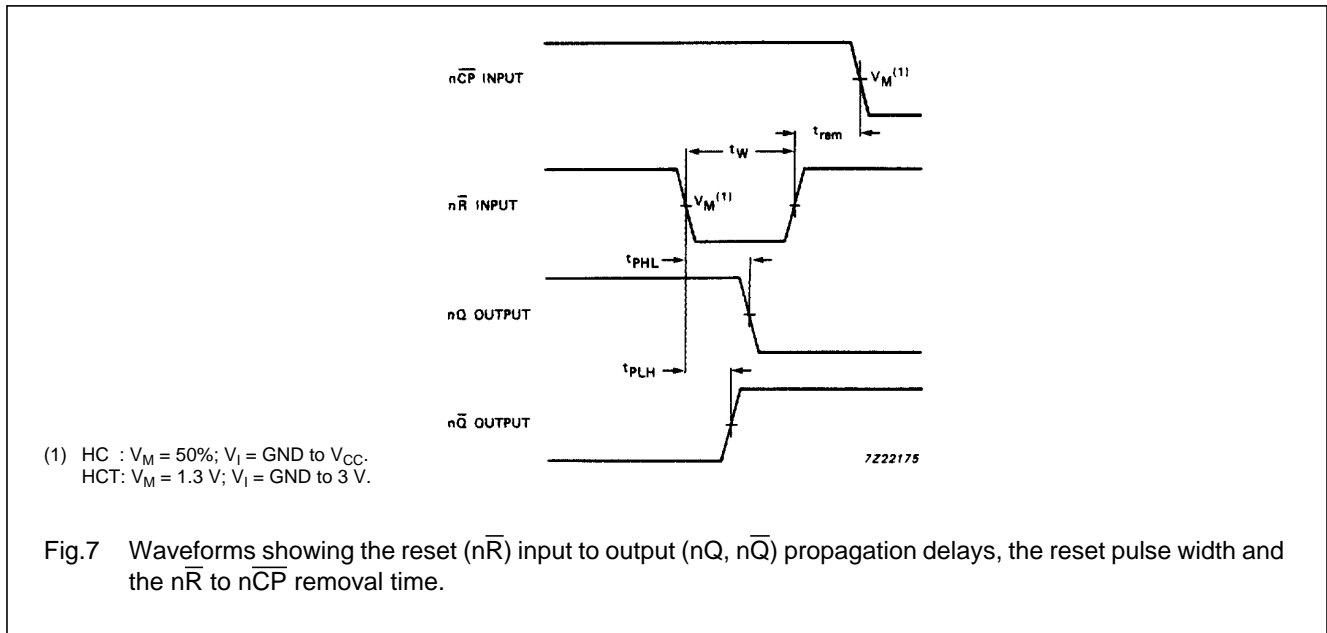 nC̅P̅ INPUT
V_M^(1)
t_rem
t_W
nR̅ INPUT
V_M^(1)
t_PHL
nQ OUTPUT
t_PLH
nQ̅ OUTPUT
7Z22175
(1) HC : V_M = 50%; V_I = GND to V_CC.
HCT: V_M = 1.3 V; V_I = GND to 3 V.
Fig.7 Waveforms showing the reset (nR̅) input to output (nQ, nQ̅) propagation delays, the reset pulse width and
the nR̅ to nC̅P̅ removal time.